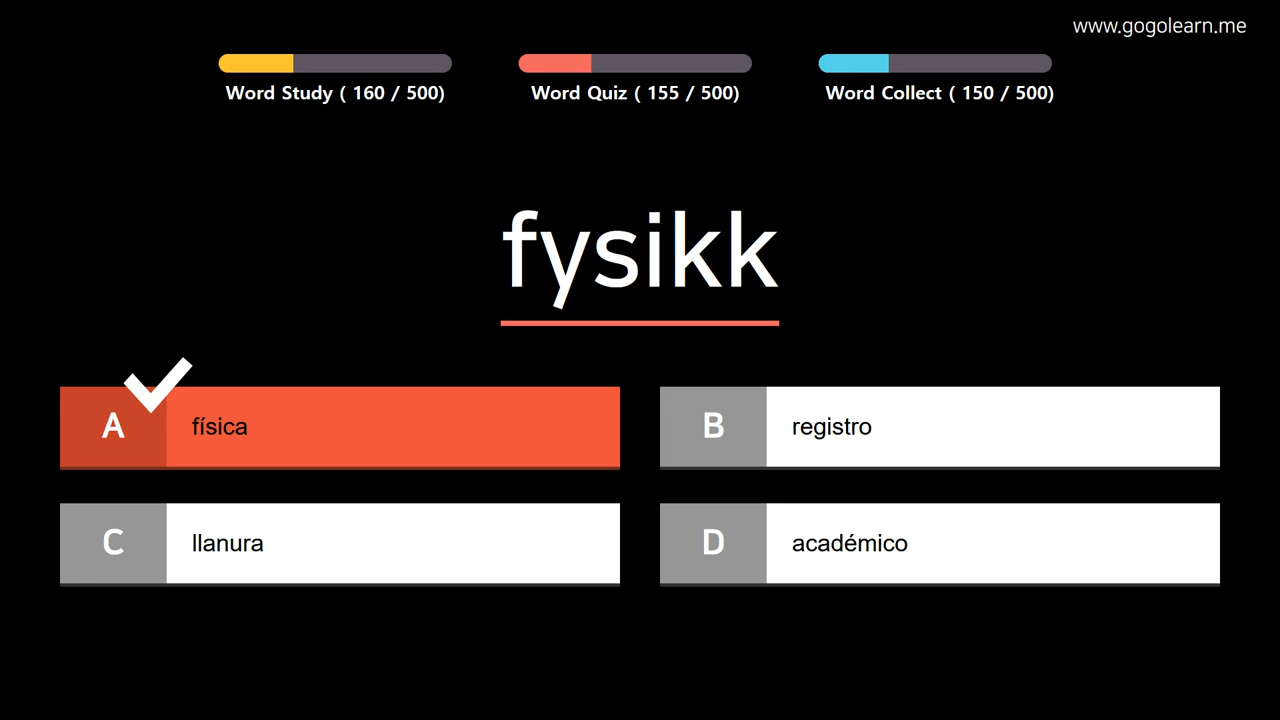 www.gogolearn.me
Word Study ( 160 / 500)
Word Quiz ( 155 / 500)
Word Collect ( 150 / 500)
fysikk
A física
B registro
C llanura
D académico